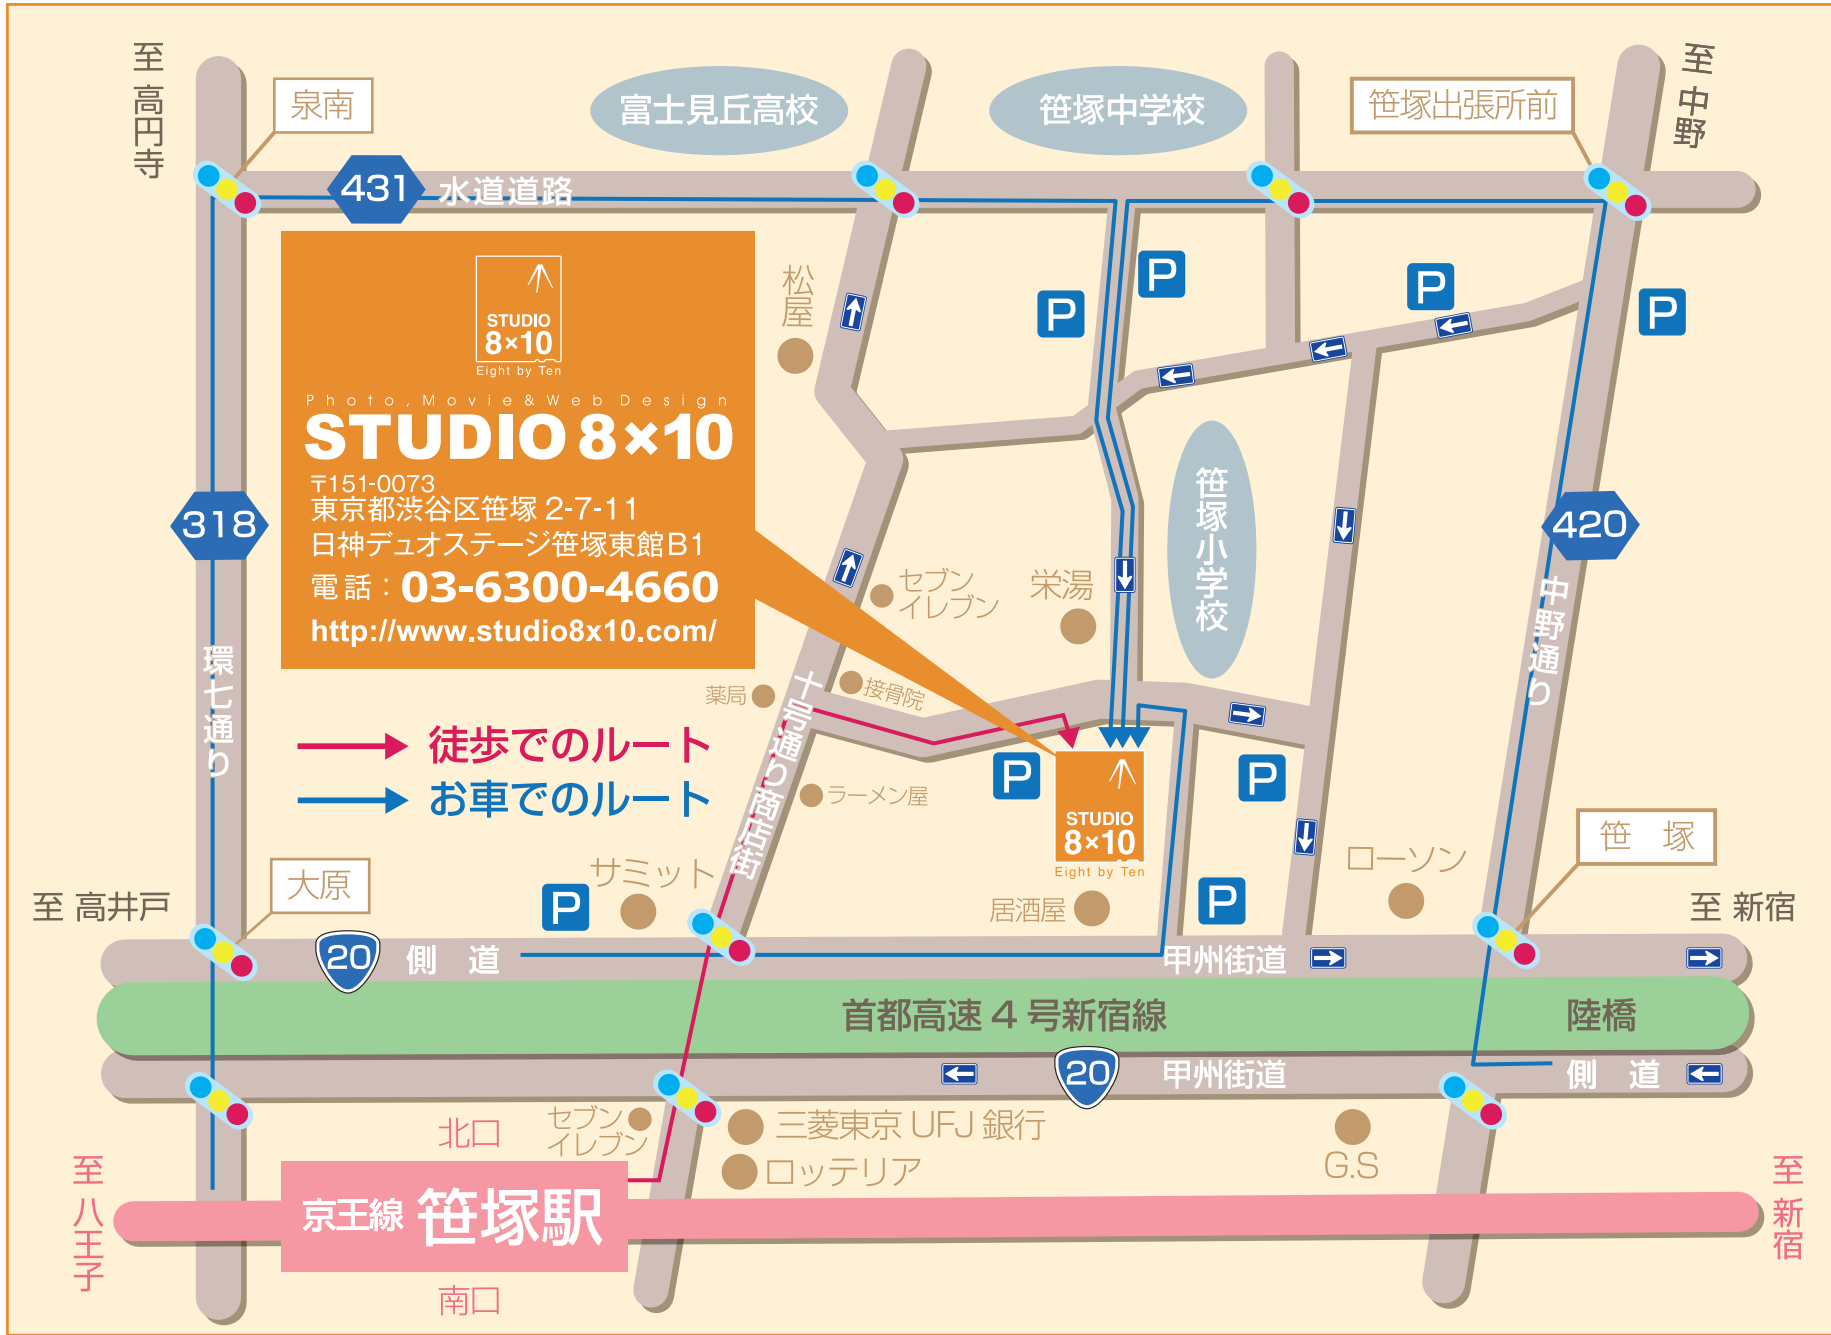 至 高円寺
泉南
富士見丘高校
笹塚中学校
笹塚出張所前
至 中野
431
水道道路
STUDIO
8×10
Eight by Ten
Photo,Movie&Web Design
STUDIO 8×10
〒151-0073
東京都渋谷区笹塚 2-7-11
日神デュオステージ笹塚東館B1
電話：03-6300-4660
http://www.studio8x10.com/
松屋
P
P
P
P
318
420
笹塚小学校
セブン
イレブン
栄湯
環七通り
中野通り
薬局
接骨院
十号通り商店街
徒歩でのルート
お車でのルート
P
P
ラーメン屋
STUDIO
8×10
Eight by Ten
笹 塚
ローソン
大原
サミット
P
P
居酒屋
至 高井戸
至 新宿
20
側 道
甲州街道
首都高速 4 号新宿線
陸橋
20
甲州街道
側 道
北口
セブン
イレブン
三菱東京 UFJ 銀行
ロッテリア
G.S
至 八王子
京王線 笹塚駅
至 新宿
南口